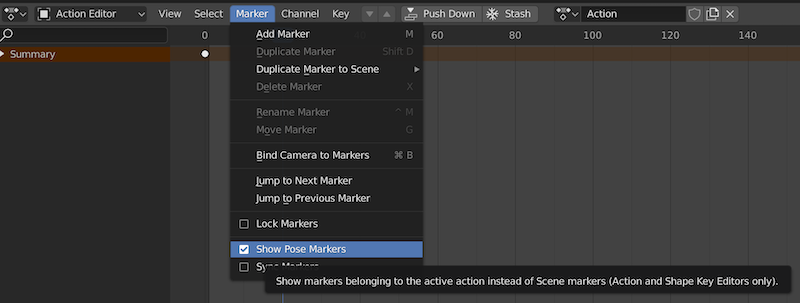 Action Editor View Select Marker Channel Key Push Down Stash Action
0 60 80 100 120 140
Summary
Add Marker M
Duplicate Marker Shift D
Duplicate Marker to Scene
Delete Marker X
Rename Marker ^ M
Move Marker G
Bind Camera to Markers ⌘ B
Jump to Next Marker
Jump to Previous Marker
Lock Markers
Show Pose Markers
Sync Markers
Show markers belonging to the active action instead of Scene markers (Action and Shape Key Editors only).